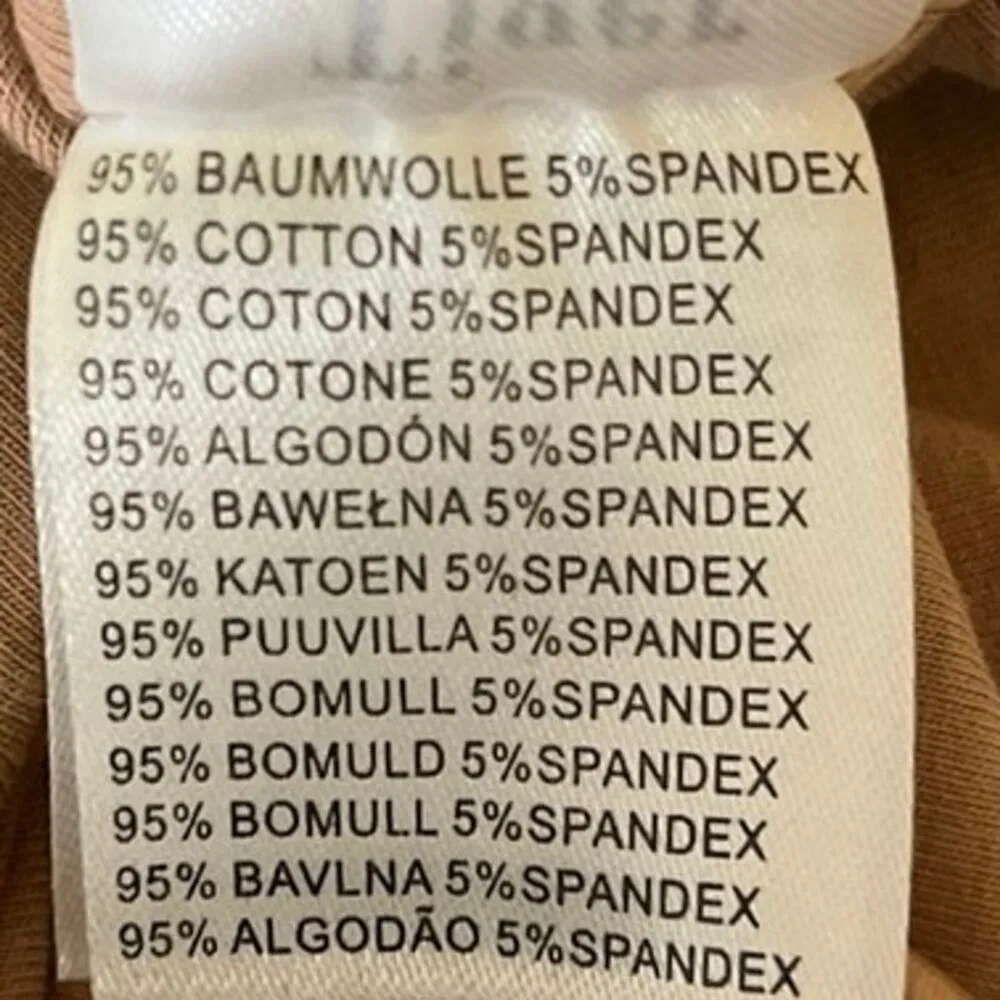 95% BAUMWOLLE 5%SPANDEX
95% COTTON 5%SPANDEX
95% COTON 5%SPANDEX
95% COTONE 5%SPANDEX
95% ALGODÓN 5%SPANDEX
95% BAWEŁNA 5%SPANDEX
95% KATOEN 5%SPANDEX
95% PUUVILLA 5%SPANDEX
95% BOMULL 5%SPANDEX
95% BOMULD 5%SPANDEX
95% BOMULL 5%SPANDEX
95% BAVLNA 5%SPANDEX
95% ALGODÃO 5%SPANDEX